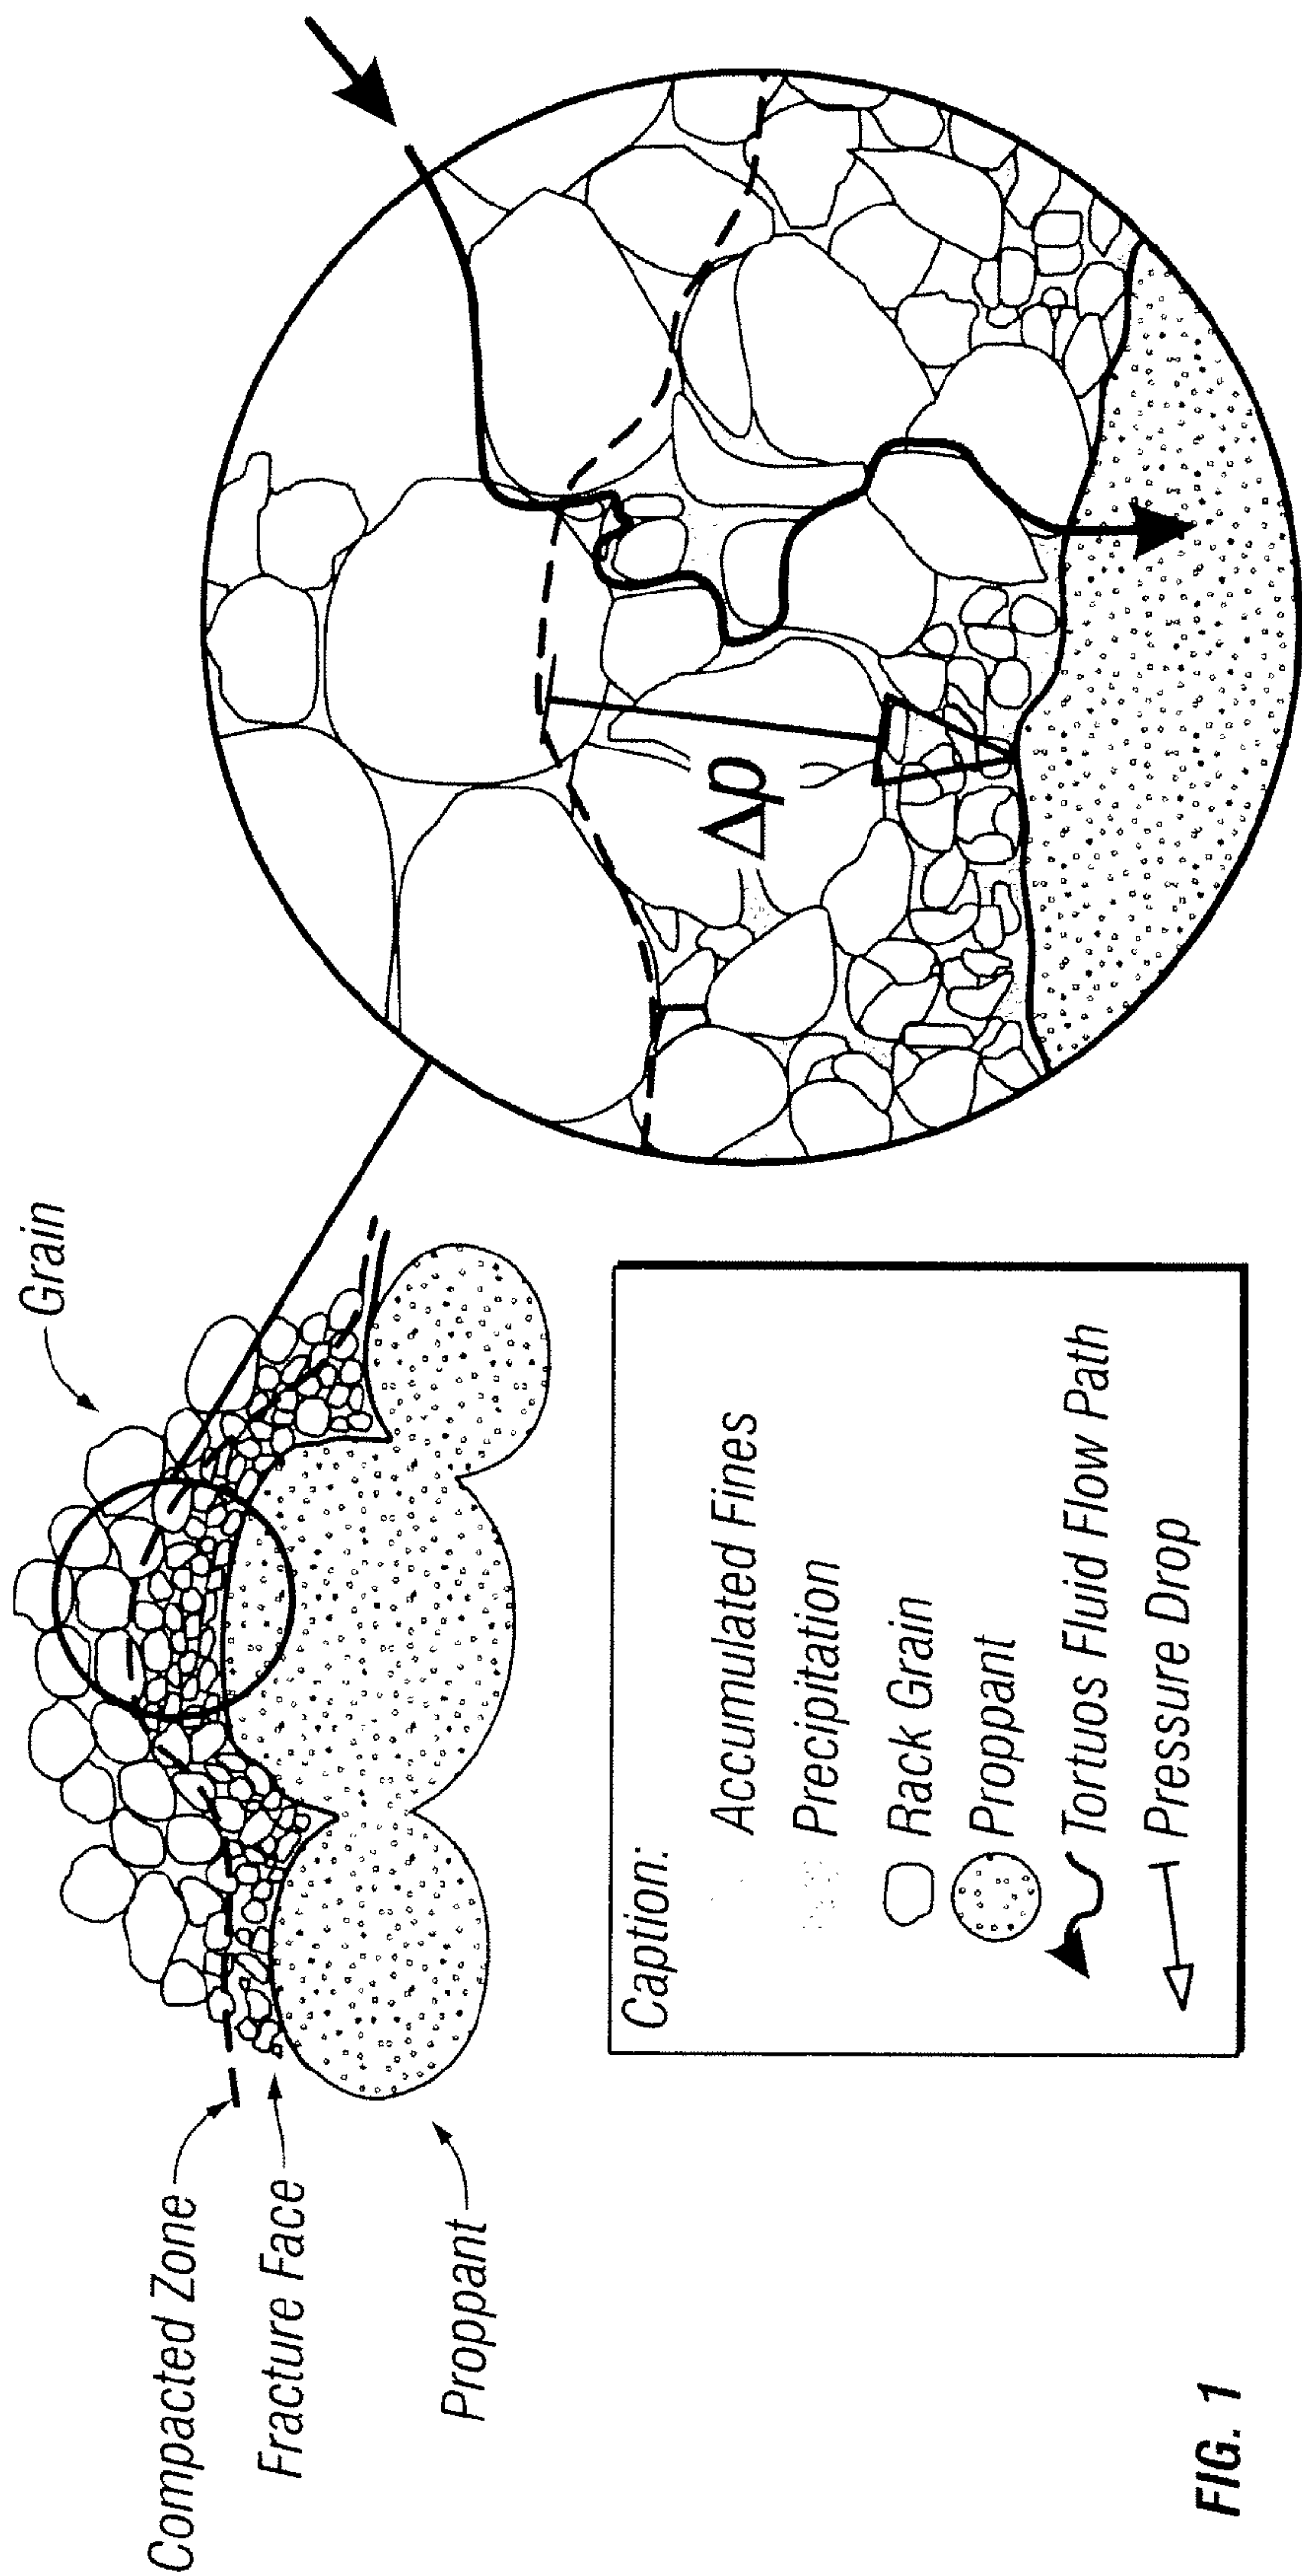 Grain
Compacted Zone
Fracture Face
Proppant
Δp
Caption:
Accumulated Fines
Precipitation
Rack Grain
Proppant
Tortuos Fluid Flow Path
Pressure Drop
FIG. 1